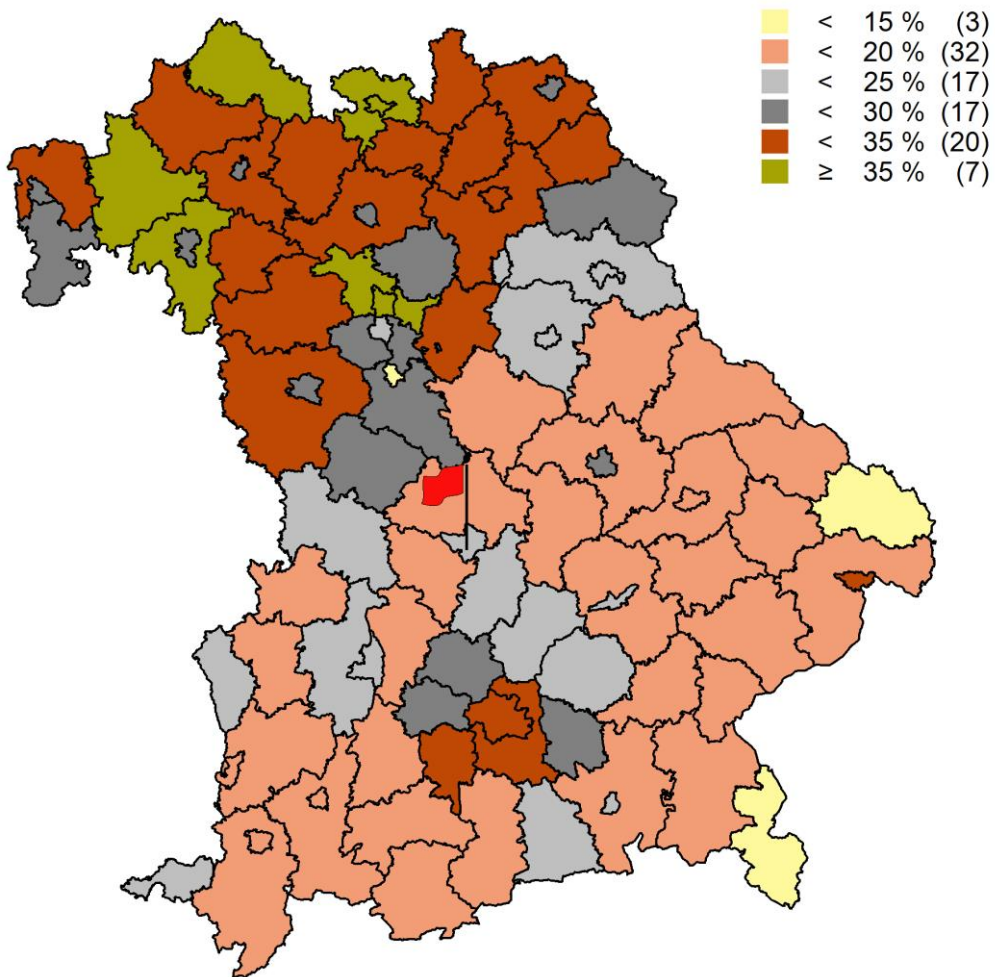 < 15 % (3)
< 20 % (32)
< 25 % (17)
< 30 % (17)
< 35 % (20)
≥ 35 % (7)